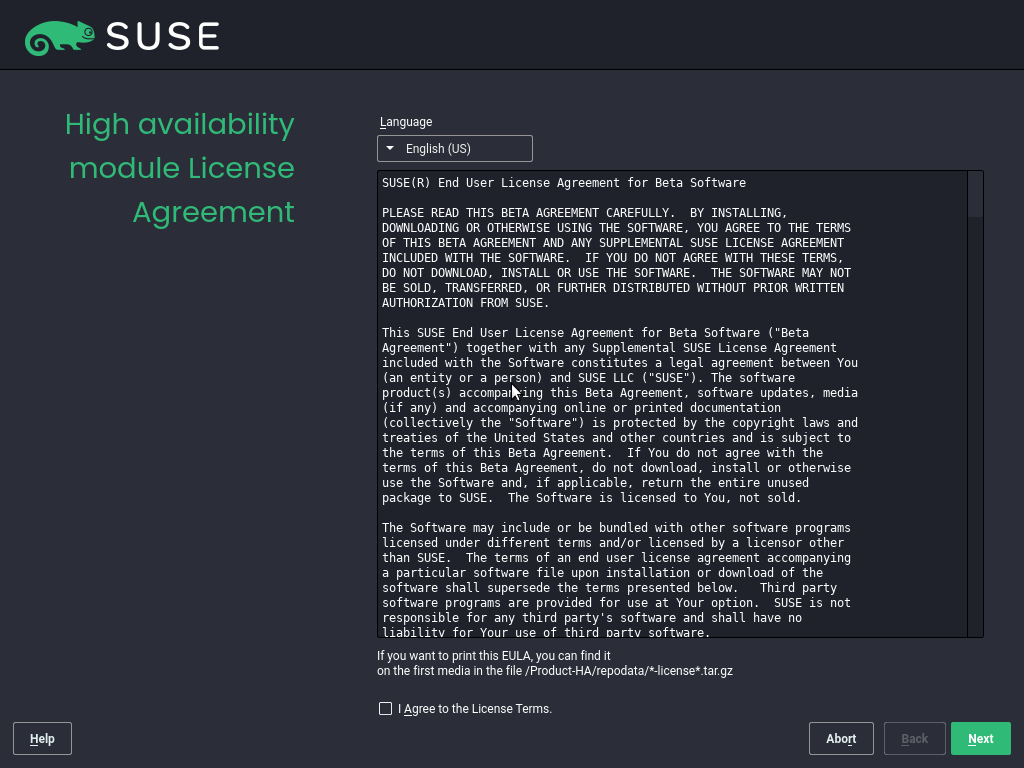 SUSE
High availability
module License
Agreement
Language
English (US)
SUSE(R) End User License Agreement for Beta Software
PLEASE READ THIS BETA AGREEMENT CAREFULLY.  BY INSTALLING,
DOWNLOADING OR OTHERWISE USING THE SOFTWARE, YOU AGREE TO THE TERMS
OF THIS BETA AGREEMENT AND ANY SUPPLEMENTAL SUSE LICENSE AGREEMENT
INCLUDED WITH THE SOFTWARE.  IF YOU DO NOT AGREE WITH THESE TERMS,
DO NOT DOWNLOAD, INSTALL OR USE THE SOFTWARE.  THE SOFTWARE MAY NOT
BE SOLD, TRANSFERRED, OR FURTHER DISTRIBUTED WITHOUT PRIOR WRITTEN
AUTHORIZATION FROM SUSE.
This SUSE End User License Agreement for Beta Software ("Beta
Agreement") together with any Supplemental SUSE License Agreement
included with the Software constitutes a legal agreement between You
(an entity or a person) and SUSE LLC ("SUSE"). The software
product(s) accompanying this Beta Agreement, software updates, media
(if any) and accompanying online or printed documentation
(collectively the "Software") is protected by the copyright laws and
treaties of the United States and other countries and is subject to
the terms of this Beta Agreement.  If You do not agree with the
terms of this Beta Agreement, do not download, install or otherwise
use the Software and, if applicable, return the entire unused
package to SUSE.  The Software is licensed to You, not sold.
The Software may include or be bundled with other software programs
licensed under different terms and/or licensed by a licensor other
than SUSE.  The terms of an end user license agreement accompanying
a particular software file upon installation or download of the
software shall supersede the terms presented below.   Third party
software programs are provided for use at Your option.  SUSE is not
responsible for any third party's software and shall have no
liability for Your use of third party software.
If you want to print this EULA, you can find it
on the first media in the file /Product-HA/repodata/*-license*.tar.gz
I Agree to the License Terms.
Help
Abort
Back
Next